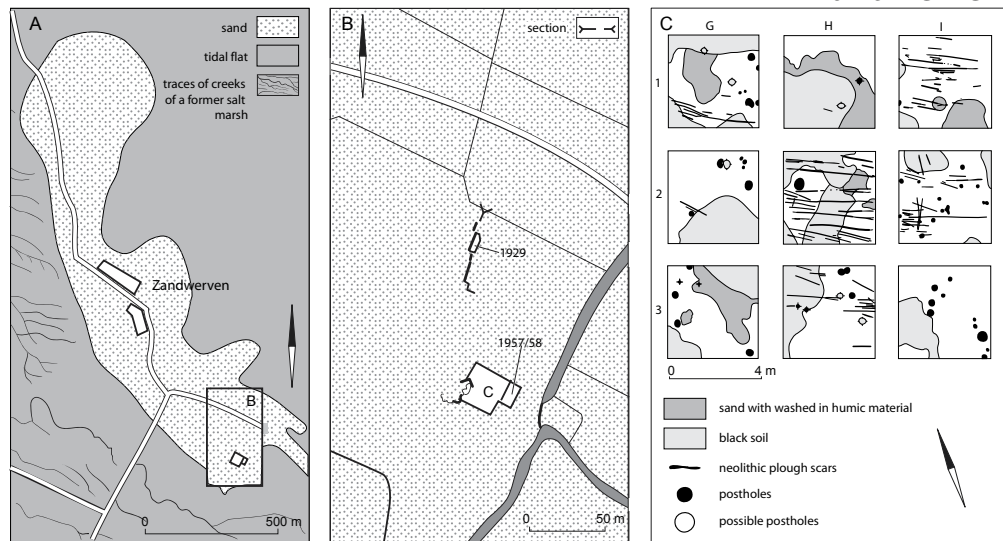 A
sand
tidal flat
traces of creeks
of a former salt
marsh
Zandwerven
B
0 500 m
B
section
1929
1957/58
C
0 50 m
C
G H I
1
2
3
0 4 m
sand with washed in humic material
black soil
neolithic plough scars
postholes
possible postholes